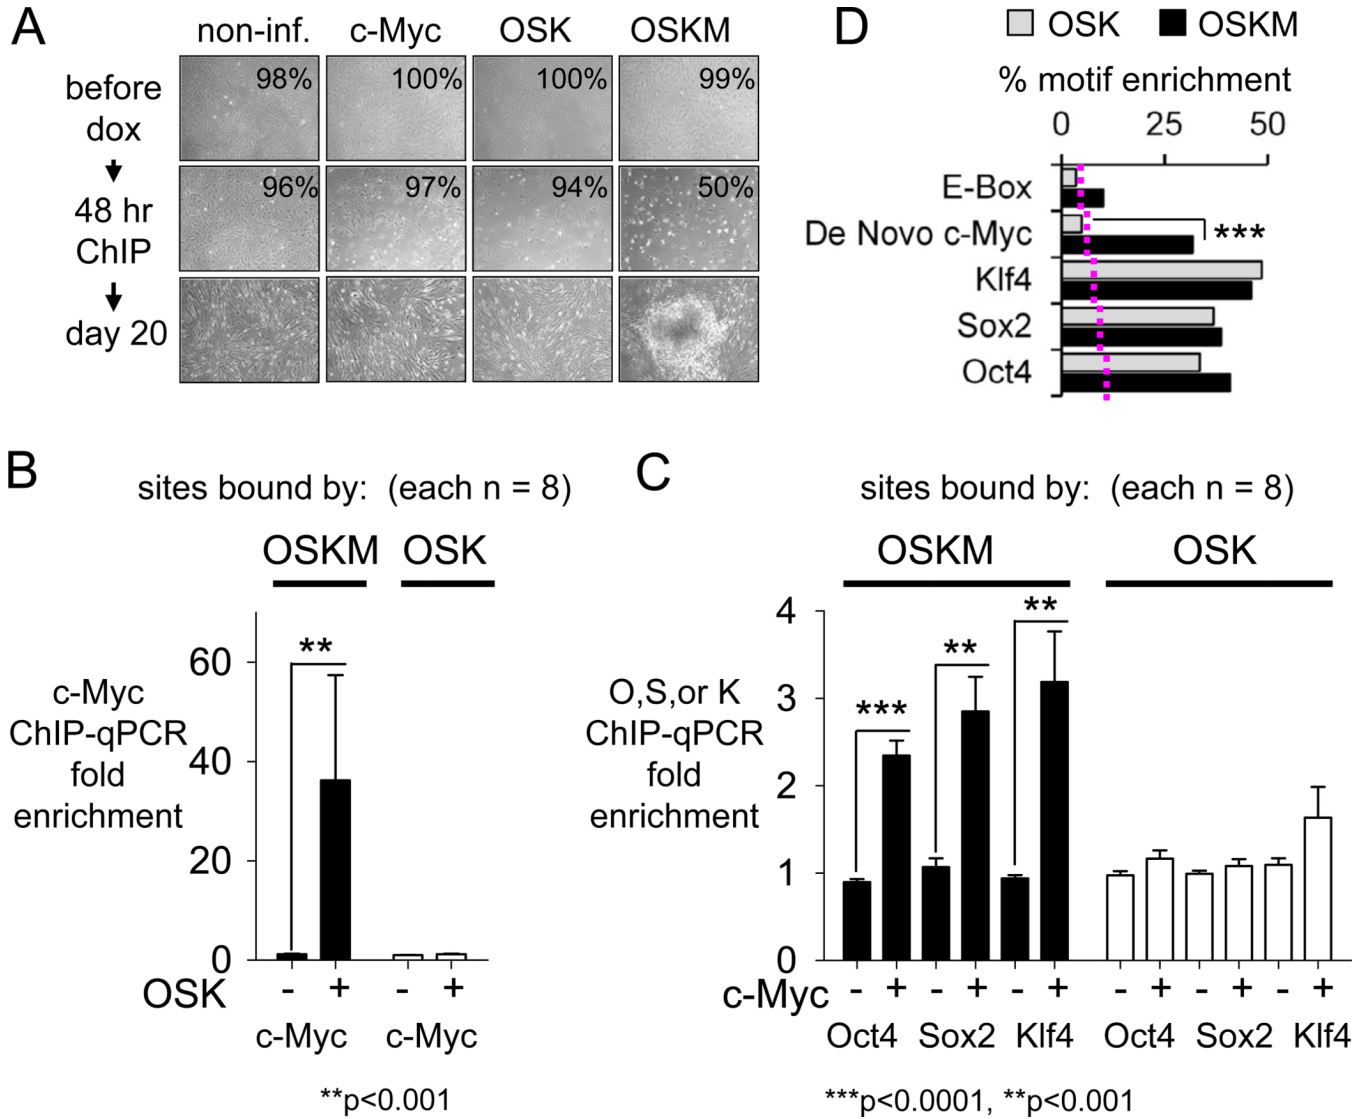 A
non-inf. c-Myc OSK OSKM
before
dox
98% 100% 100% 99%
48 hr
ChIP
96% 97% 94% 50%
day 20
D
OSK OSKM
% motif enrichment
0 25 50
E-Box
De Novo c-Myc ***
Klf4
Sox2
Oct4
B
sites bound by: (each n = 8)
OSKM OSK
c-Myc
ChIP-qPCR
fold
enrichment
60
40
20
0
**
OSK - + - +
c-Myc c-Myc
**p<0.001
C
sites bound by: (each n = 8)
OSKM OSK
O,S,or K
ChIP-qPCR
fold
enrichment
4
3
2
1
0
*** ** **
c-Myc - + - + - + - + - + - +
Oct4 Sox2 Klf4 Oct4 Sox2 Klf4
***p<0.0001, **p<0.001